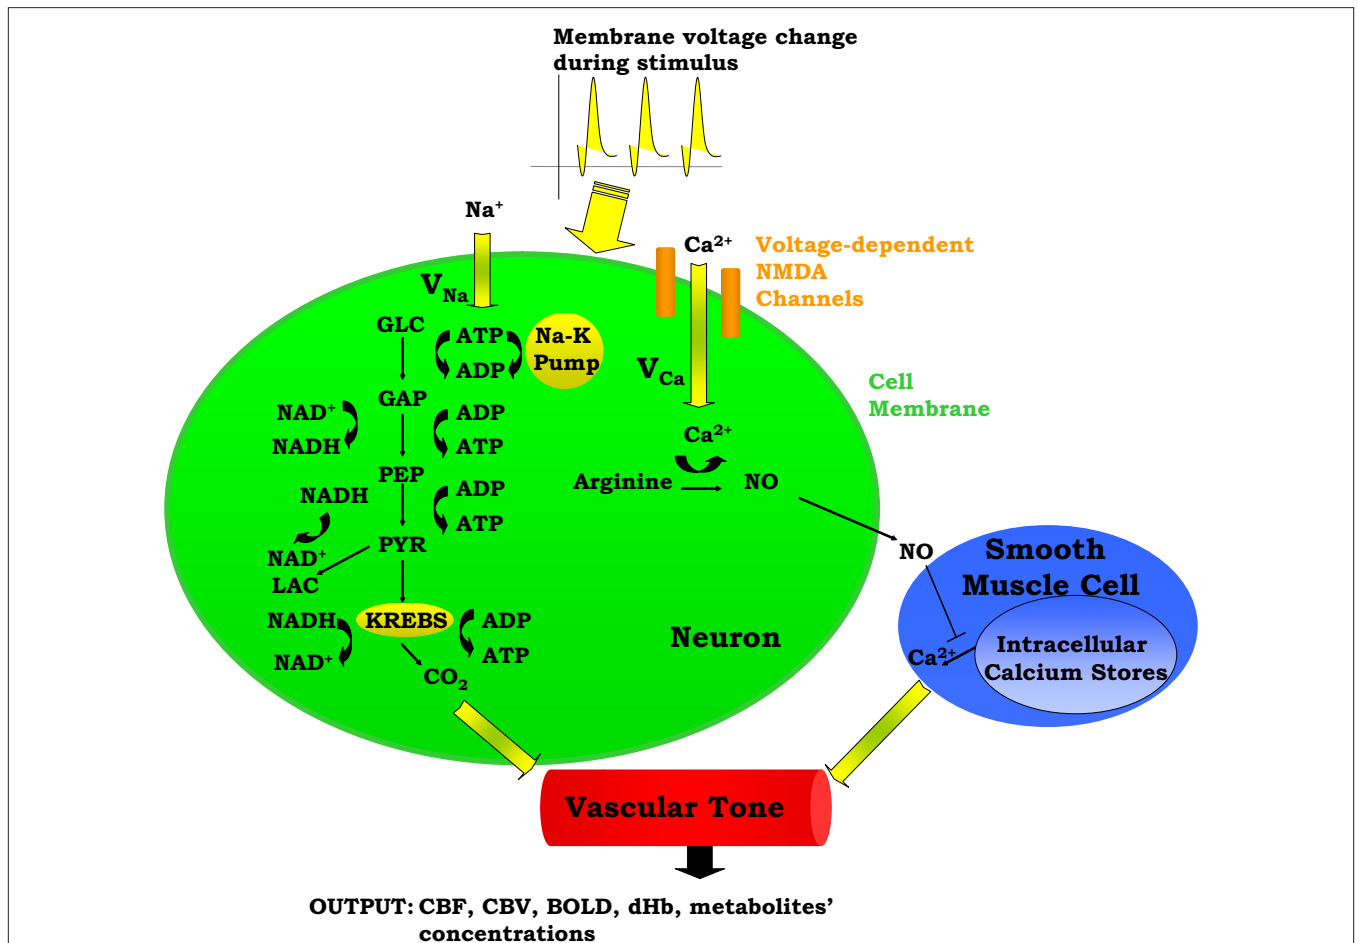 Membrane voltage change
during stimulus
Na⁺
Ca²⁺
Voltage-dependent
NMDA
Channels
V_Na
GLC
ATP
ADP
Na-K
Pump
V_Ca
Cell
Membrane
GAP
NAD⁺
NADH
ADP
ATP
Ca²⁺
Arginine
NO
PEP
NADH
ADP
ATP
PYR
NAD⁺
LAC
NO
Smooth
Muscle Cell
NADH
KREBS
ADP
ATP
NAD⁺
CO₂
Neuron
Ca²⁺
Intracellular
Calcium Stores
Vascular Tone
OUTPUT: CBF, CBV, BOLD, dHb, metabolites’
concentrations